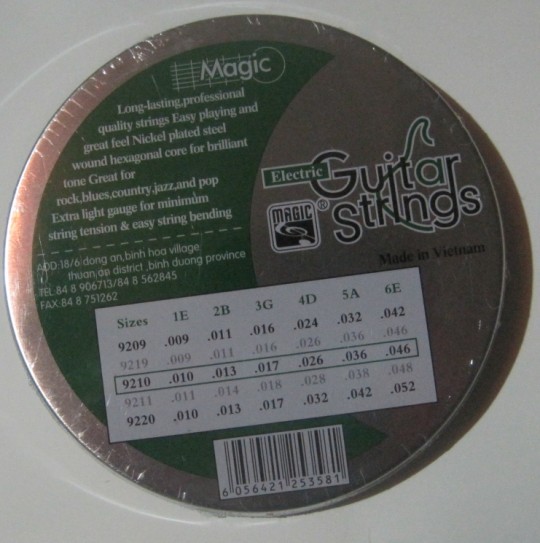 Magic
Long-lasting,professional
quality strings Easy playing and
great feel Nickel plated steel
wound hexagonal core for brilliant
tone Great for
rock,blues,country,jazz,and pop
Extra light gauge for minimum
string tension & easy string bending
ADD 18/6 dong an,binh hoa village
thuan ap district ,binh duong province
TEL:84 8 906713/84 8 562845
FAX:84 8 751262
Electric Guitar
Strings
MAGIC ®
Made in Vietnam
Sizes 1E 2B 3G 4D 5A 6E
9209 .009 .011 .016 .024 .032 .042
9219 .009 .011 .016 .026 .036 .046
9210 .010 .013 .017 .026 .036 .046
9211 .011 .014 .018 .028 .038 .048
9220 .010 .013 .017 .032 .042 .052
6 056421 253581